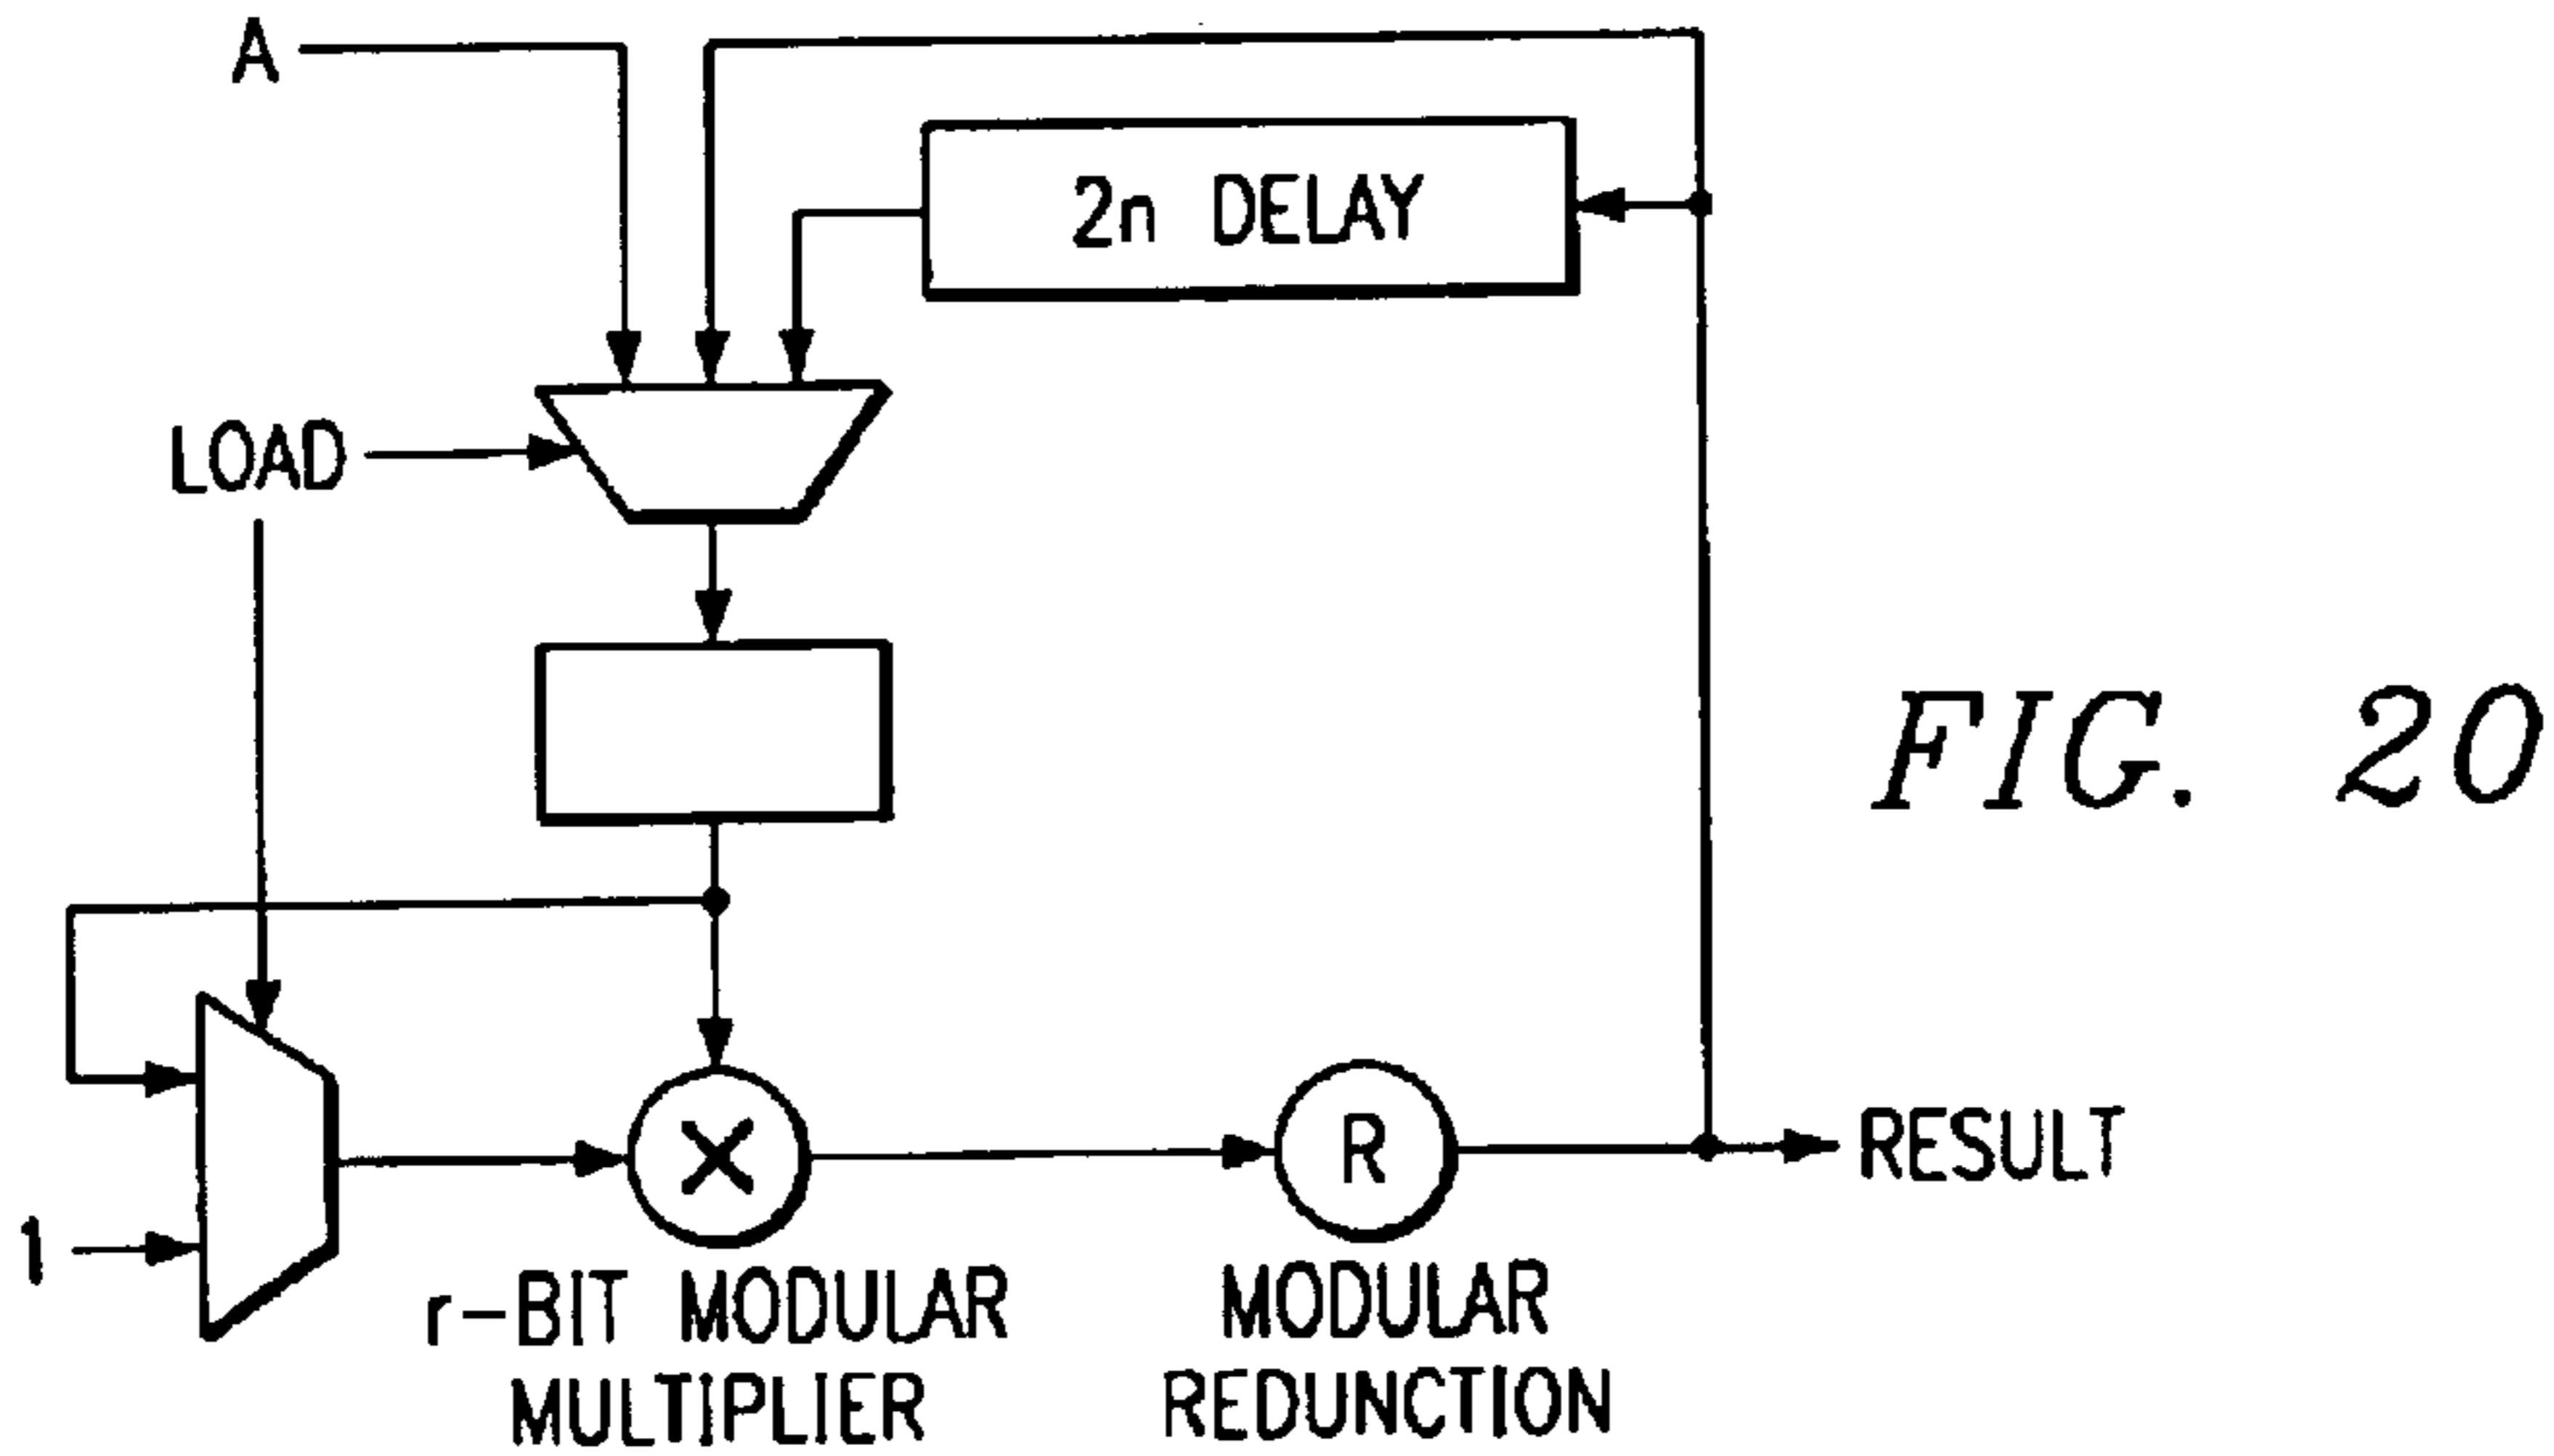 A
2n DELAY
LOAD
FIG. 20
1
X
R
RESULT
r-BIT MODULAR
MULTIPLIER
MODULAR
REDUNCTION